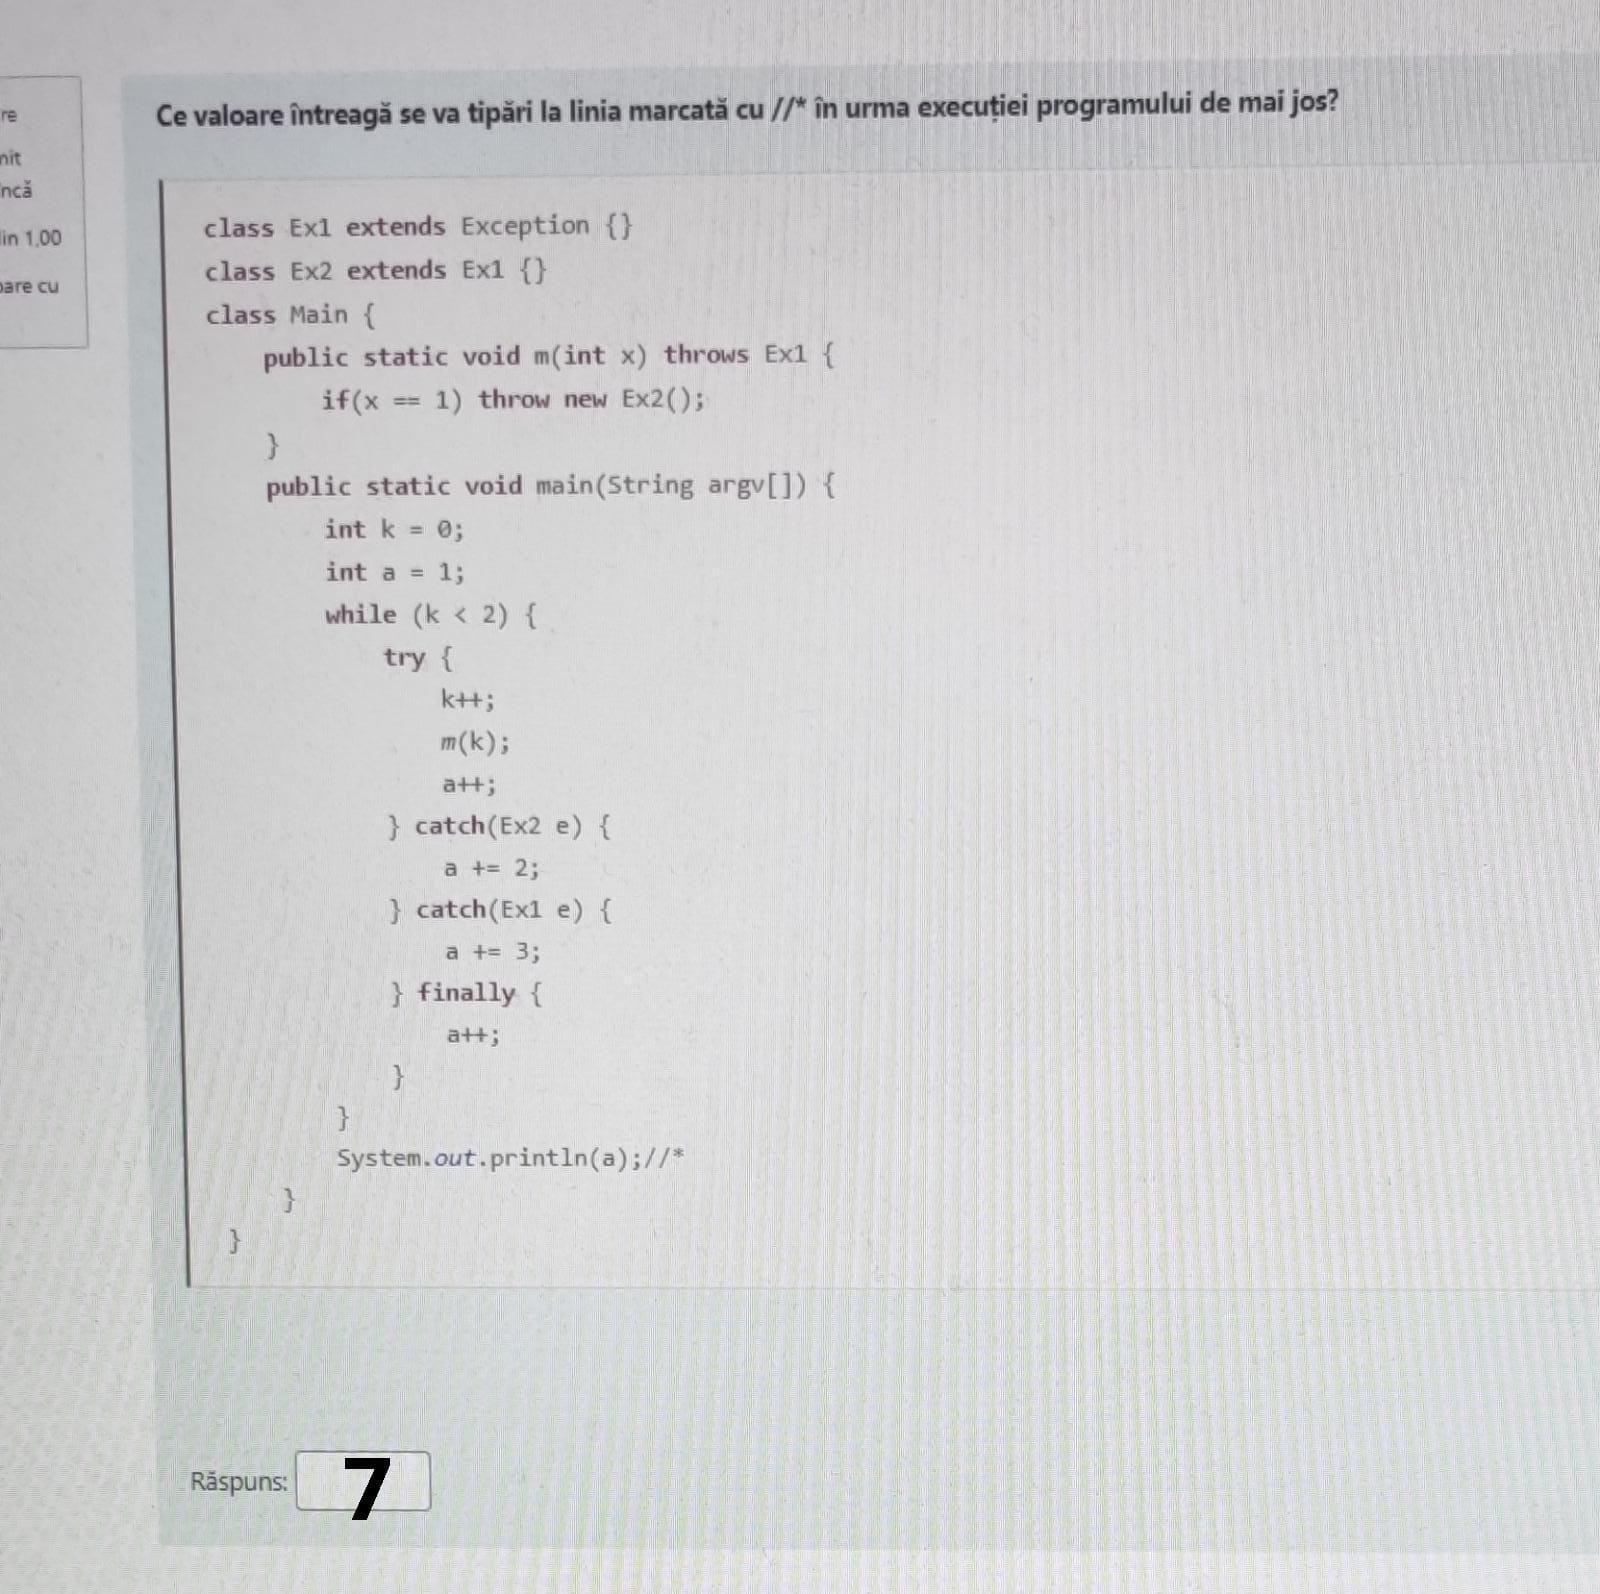 re
nit
încă
in 1,00
oare cu
Ce valoare întreagă se va tipări la linia marcată cu //* în urma execuției programului de mai jos?
class Ex1 extends Exception {}
class Ex2 extends Ex1 {}
class Main {
public static void m(int x) throws Ex1 {
if(x == 1) throw new Ex2();
}
public static void main(String argv[]) {
int k = 0;
int a = 1;
while (k < 2) {
try {
k++;
m(k);
a++;
} catch(Ex2 e) {
a += 2;
} catch(Ex1 e) {
a += 3;
} finally {
a++;
}
}
System.out.println(a);//*
}
}
Răspuns: 7